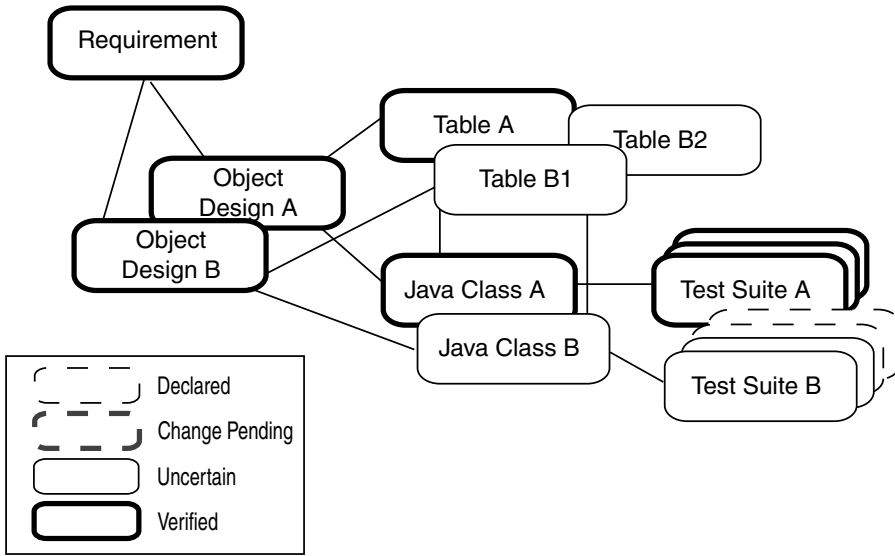 Requirement
Table A
Table B2
Table B1
Object
Design A
Object
Design B
Java Class A
Test Suite A
Java Class B
Test Suite B
Declared
Change Pending
Uncertain
Verified